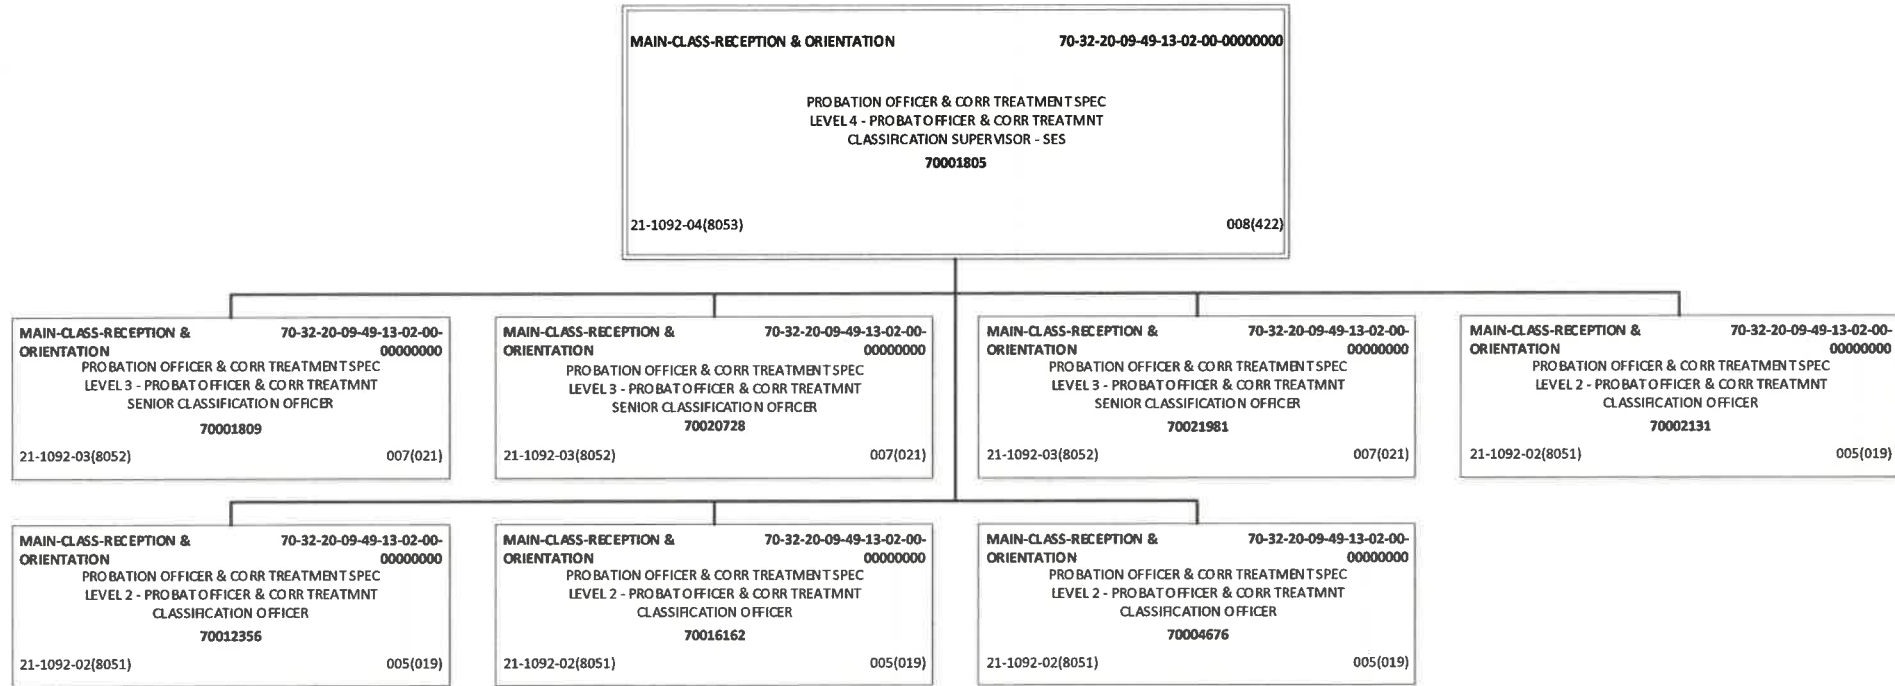 MAIN-CLASS-RECEPTION & ORIENTATION 70-32-20-09-49-13-02-00-00000000
PROBATION OFFICER & CORR TREATMENT SPEC
LEVEL 4 - PROBAT OFFICER & CORR TREATMNT
CLASSIRCATION SUPERVISOR - SES
70001805
21-1092-04(8053) 008(422)
MAIN-CLASS-RECEPTION & 70-32-20-09-49-13-02-00-
ORIENTATION 00000000
PROBATION OFFICER & CORR TREATMENT SPEC
LEVEL 3 - PROBAT OFFICER & CORR TREATMNT
SENIOR CLASSIFICATION OFFICER
70001809
21-1092-03(8052) 007(021)
MAIN-CLASS-RECEPTION & 70-32-20-09-49-13-02-00-
ORIENTATION 00000000
PROBATION OFFICER & CORR TREATMENT SPEC
LEVEL 3 - PROBAT OFFICER & CORR TREATMNT
SENIOR CLASSIFICATION OFFICER
70020728
21-1092-03(8052) 007(021)
MAIN-CLASS-RECEPTION & 70-32-20-09-49-13-02-00-
ORIENTATION 00000000
PROBATION OFFICER & CORR TREATMENT SPEC
LEVEL 3 - PROBAT OFFICER & CORR TREATMNT
SENIOR CLASSIFICATION OFFICER
70021981
21-1092-03(8052) 007(021)
MAIN-CLASS-RECEPTION & 70-32-20-09-49-13-02-00-
ORIENTATION 00000000
PROBATION OFFICER & CORR TREATMENT SPEC
LEVEL 2 - PROBAT OFFICER & CORR TREATMNT
CLASSIFICATION OFFICER
70002131
21-1092-02(8051) 005(019)
MAIN-CLASS-RECEPTION & 70-32-20-09-49-13-02-00-
ORIENTATION 00000000
PROBATION OFFICER & CORR TREATMENT SPEC
LEVEL 2 - PROBAT OFFICER & CORR TREATMNT
CLASSIFICATION OFFICER
70012356
21-1092-02(8051) 005(019)
MAIN-CLASS-RECEPTION & 70-32-20-09-49-13-02-00-
ORIENTATION 00000000
PROBATION OFFICER & CORR TREATMENT SPEC
LEVEL 2 - PROBAT OFFICER & CORR TREATMNT
CLASSIFICATION OFFICER
70016162
21-1092-02(8051) 005(019)
MAIN-CLASS-RECEPTION & 70-32-20-09-49-13-02-00-
ORIENTATION 00000000
PROBATION OFFICER & CORR TREATMENT SPEC
LEVEL 2 - PROBAT OFFICER & CORR TREATMNT
CLASSIFICATION OFFICER
70004676
21-1092-02(8051) 005(019)